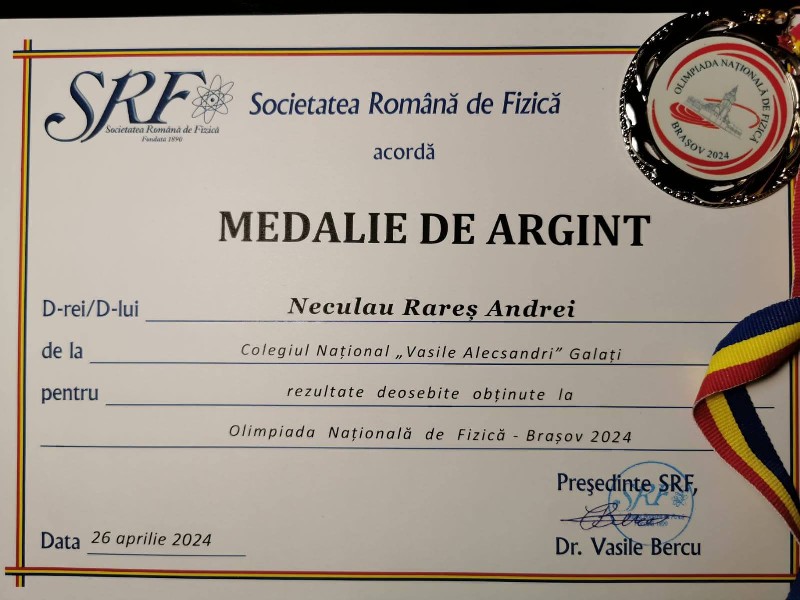 SRF
Societatea Română de Fizică
Fondată 1890
Societatea Română de Fizică
acordă
OLIMPIADA NAȚIONALĂ DE FIZICĂ
BRAȘOV 2024
MEDALIE DE ARGINT
D-rei/D-lui Neculau Rareș Andrei
de la Colegiul Național „Vasile Alecsandri” Galați
pentru rezultate deosebite obținute la
Olimpiada Națională de Fizică - Brașov 2024
Președinte SRF,
SRF
Data 26 aprilie 2024
Dr. Vasile Bercu